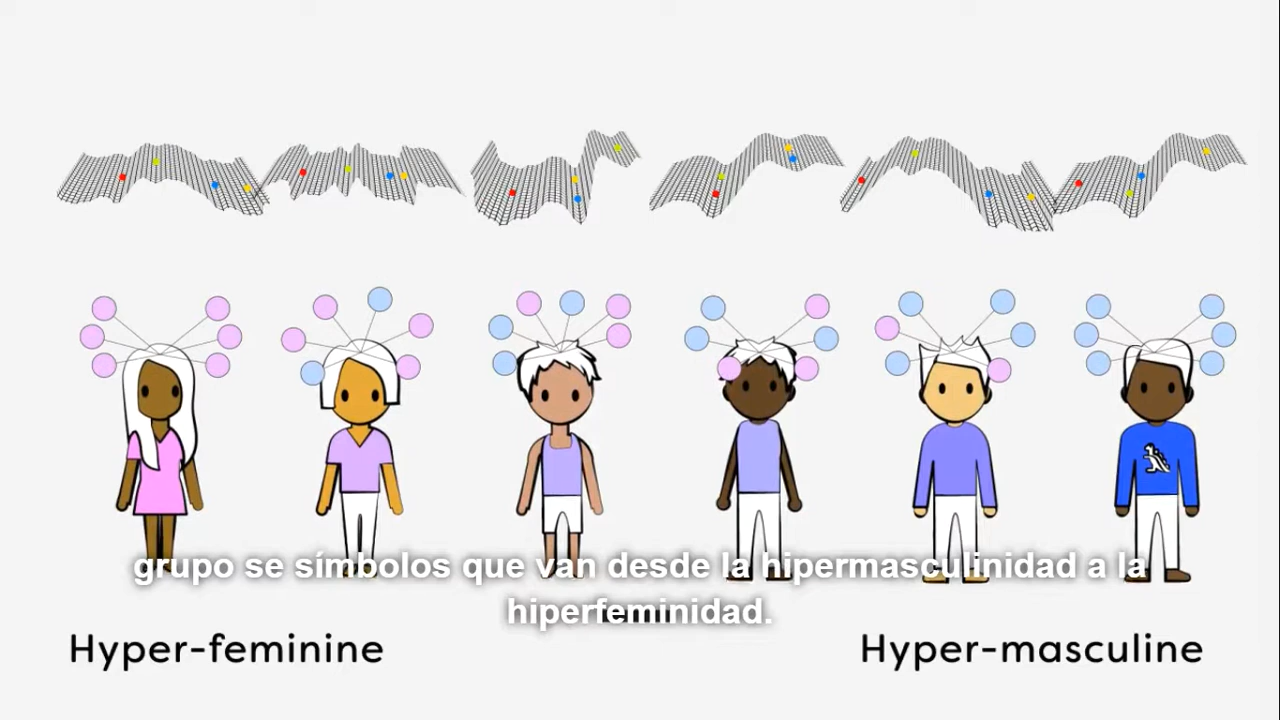 grupo se símbolos que van desde la hipermasculinidad a la
hiperfeminidad.
Hyper-feminine
Hyper-masculine